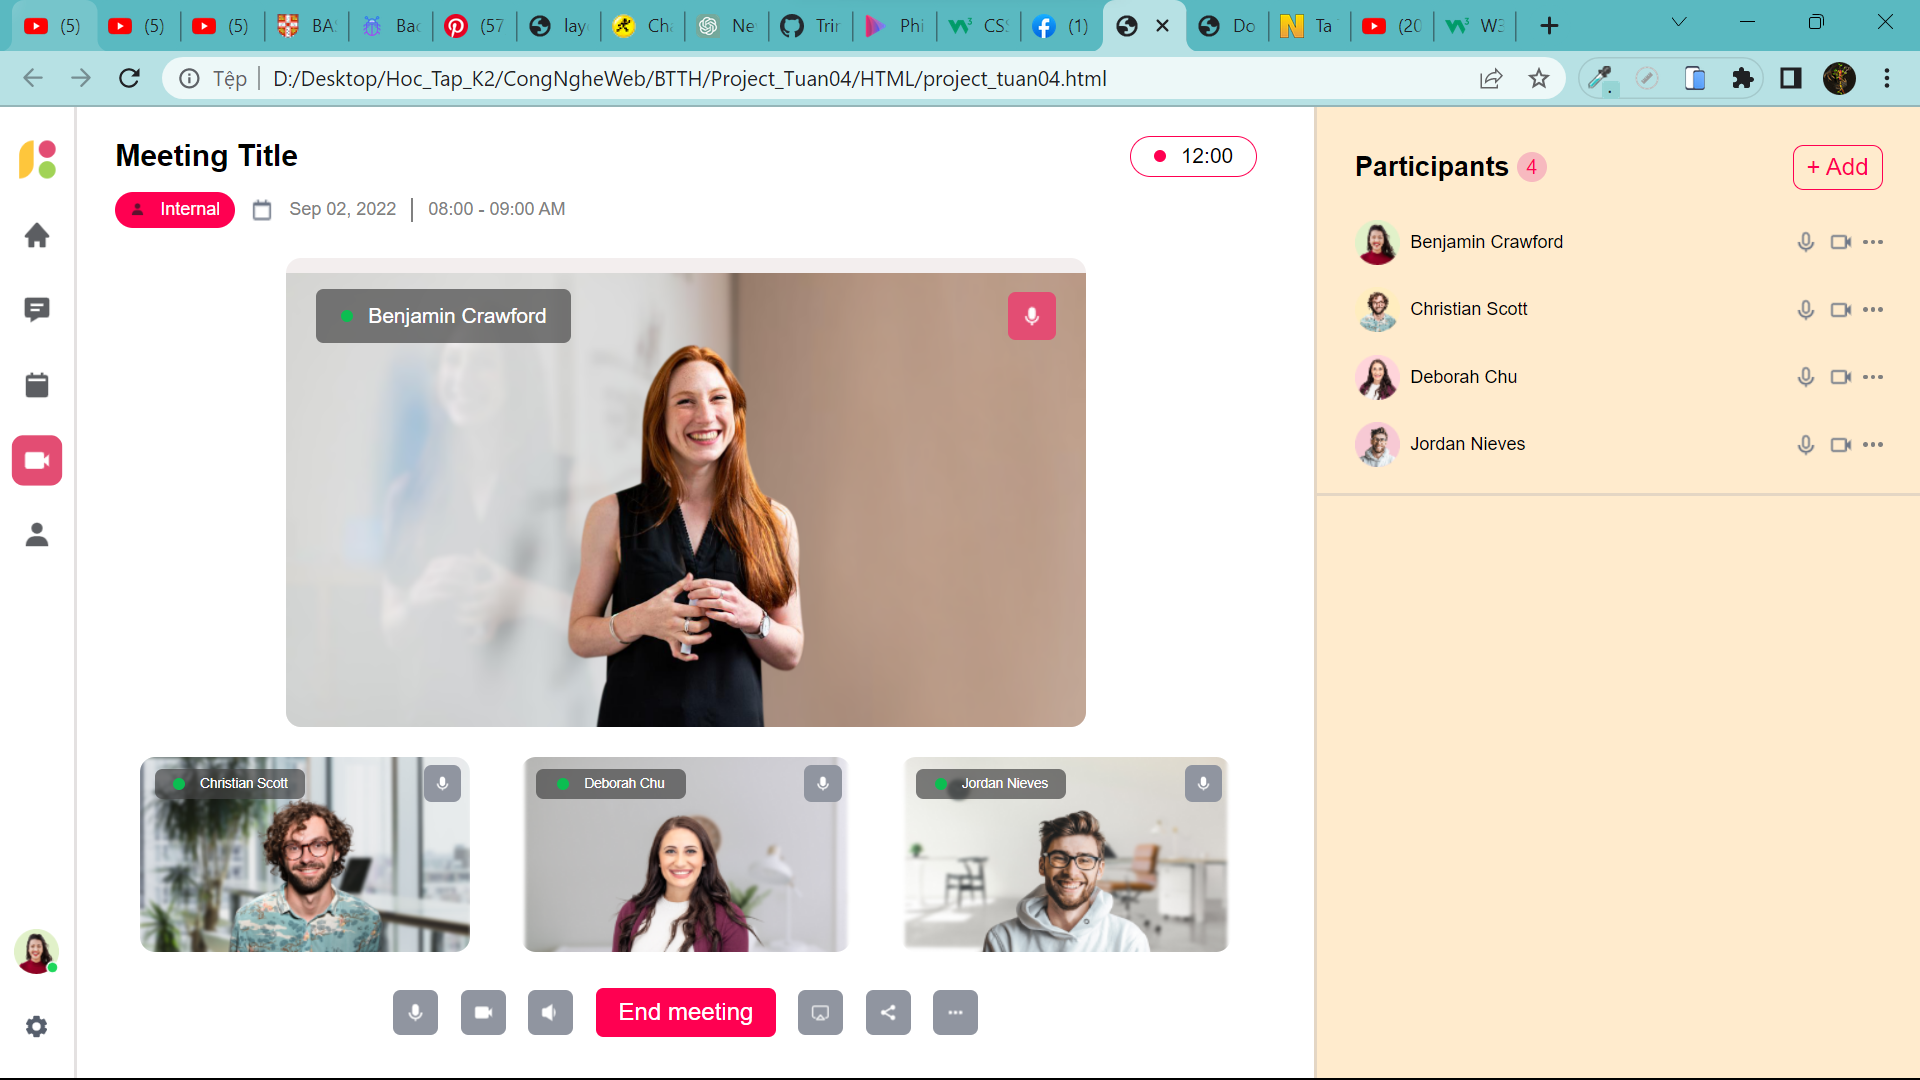 (5)
(5)
(5)
BA
Bac
(57
lay
Cha
Ne
Trin
Phi
CSS
(1)
Do
Ta
(20
W3
Tệp
D:/Desktop/Hoc_Tap_K2/CongNgheWeb/BTTH/Project_Tuan04/HTML/project_tuan04.html
Meeting Title
12:00
Internal
Sep 02, 2022
08:00 - 09:00 AM
Benjamin Crawford
Christian Scott
Deborah Chu
Jordan Nieves
End meeting
Participants
4
+ Add
Benjamin Crawford
Christian Scott
Deborah Chu
Jordan Nieves